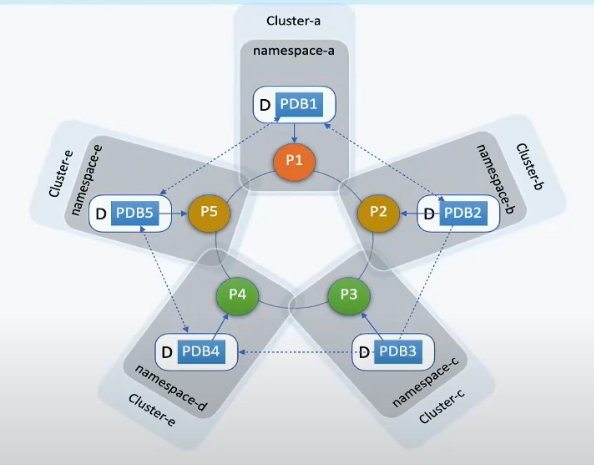 Cluster-a
namespace-a
D PDB1
P1
Cluster-e
namespace-e
D PDB5
P5
P2
D PDB2
namespace-b
Cluster-b
P4
P3
D PDB4
D PDB3
namespace-d
Cluster-e
namespace-c
Cluster-c